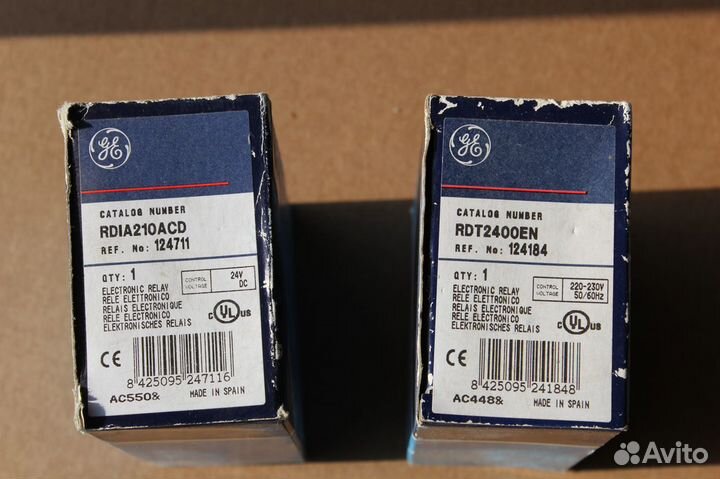 GE
CATALOG NUMBER
RDIA210ACD
REF. No: 124711
QTY: 1
CONTROL VOLTAGE
24V
DC
ELECTRONIC RELAY
RELE ELETTRONICO
RELAIS ELECTRONIQUE
RELE ELECTRONICO
ELEKTRONISCHES RELAIS
C UL US
CE
8 425095 247116
AC550&
MADE IN SPAIN
GE
CATALOG NUMBER
RDT2400EN
REF. No: 124184
QTY: 1
CONTROL VOLTAGE
220-230V
50/60Hz
ELECTRONIC RELAY
RELE ELETTRONICO
RELAIS ELECTRONIQUE
RELE ELECTRONICO
ELEKTRONISCHES RELAIS
C UL US
CE
8 425095 241848
AC448&
MADE IN SPAIN
Avito